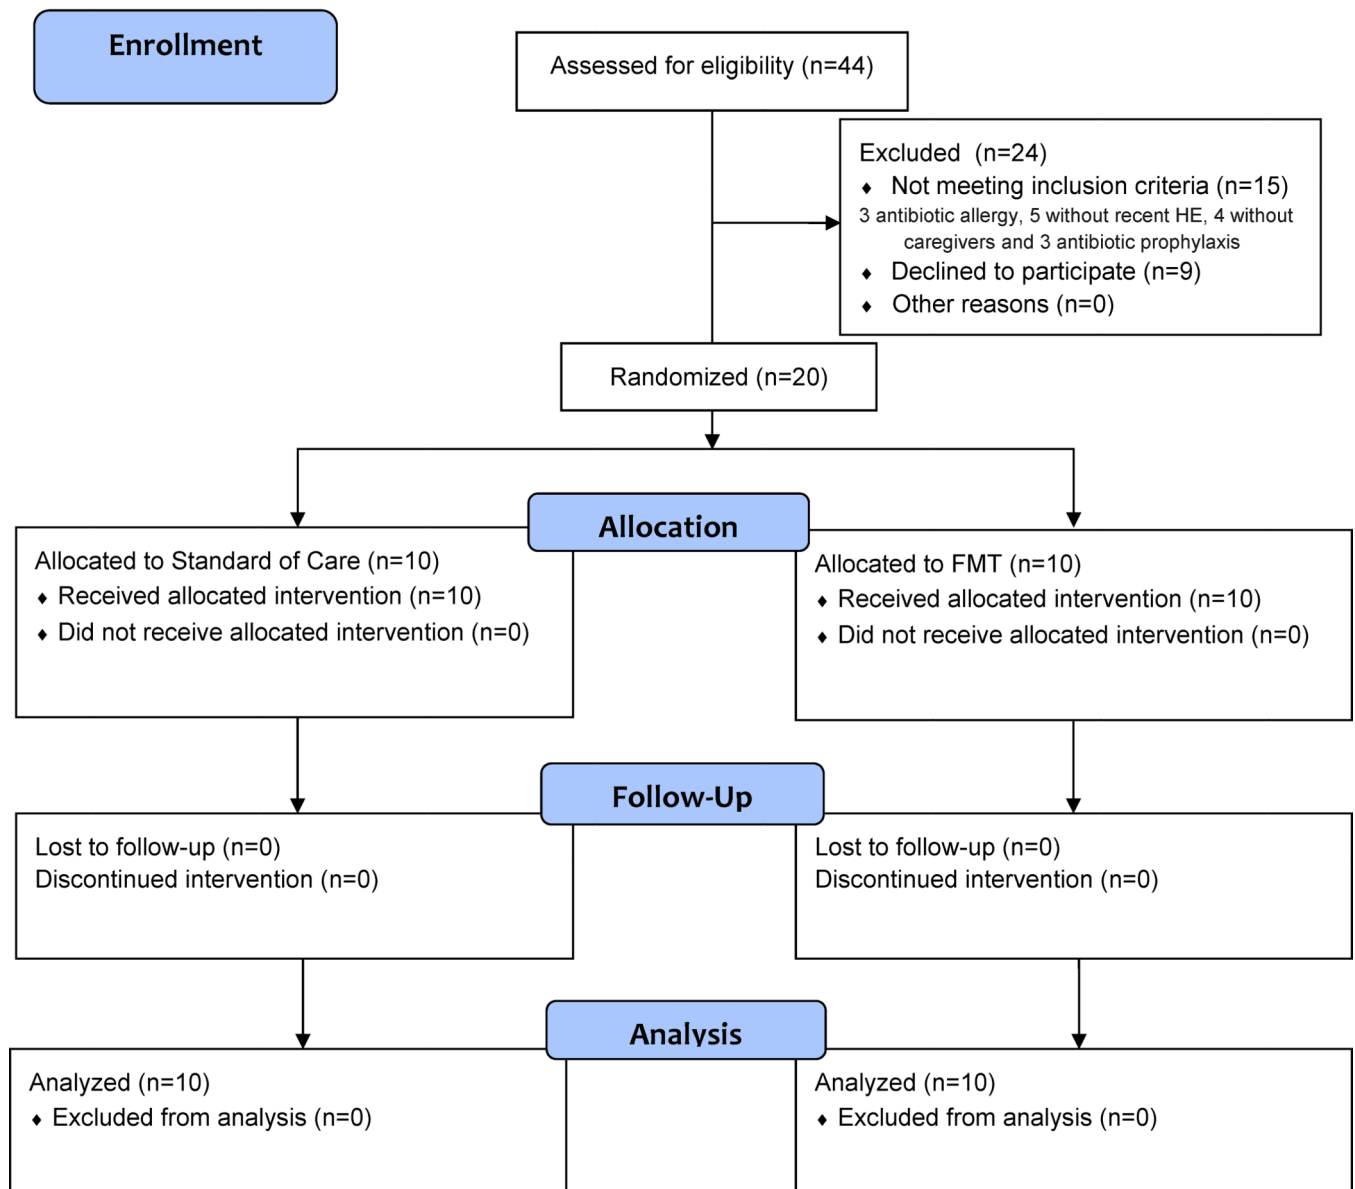 Enrollment
Assessed for eligibility (n=44)
Excluded  (n=24)
♦ Not meeting inclusion criteria (n=15)
3 antibiotic allergy, 5 without recent HE, 4 without
caregivers and 3 antibiotic prophylaxis
♦ Declined to participate (n=9)
♦ Other reasons (n=0)
Randomized (n=20)
Allocation
Allocated to Standard of Care (n=10)
♦ Received allocated intervention (n=10)
♦ Did not receive allocated intervention (n=0)
Allocated to FMT (n=10)
♦ Received allocated intervention (n=10)
♦ Did not receive allocated intervention (n=0)
Follow-Up
Lost to follow-up (n=0)
Discontinued intervention (n=0)
Lost to follow-up (n=0)
Discontinued intervention (n=0)
Analysis
Analyzed (n=10)
♦ Excluded from analysis (n=0)
Analyzed (n=10)
♦ Excluded from analysis (n=0)